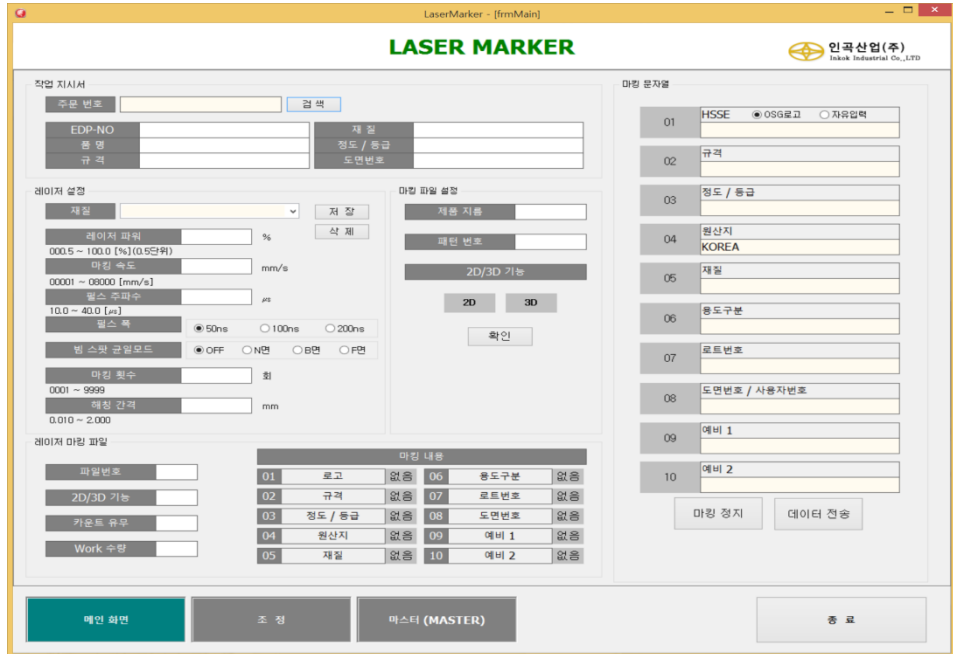 LaserMarker - [frmMain]
LASER MARKER
인곡산업(주)
Inkok Industrial Co.,LTD
작업 지시서
주문 번호
검 색
EDP-NO
재 질
품 명
정도 / 등급
규 격
도면번호
레이저 설정
재질
저 장
삭 제
레이저 파워
%
000.5 ~ 100.0 [%](0.5단위)
마킹 속도
mm/s
00001 ~ 08000 [mm/s]
펄스 주파수
㎲
10.0 ~ 40.0 [㎲]
펄스 폭
50ns 100ns 200ns
빔 스팟 균일모드
OFF N면 B면 F면
마킹 횟수
회
0001 ~ 9999
해칭 간격
mm
0.010 ~ 2.000
마킹 파일 설정
제품 지름
패턴 번호
2D/3D 기능
2D 3D
확인
레이저 마킹 파일
파일번호
2D/3D 기능
카운트 유무
Work 수량
마킹 내용
01 로고 없음 06 용도구분 없음
02 규격 없음 07 로트번호 없음
03 정도 / 등급 없음 08 도면번호 없음
04 원산지 없음 09 예비 1 없음
05 재질 없음 10 예비 2 없음
마킹 문자열
01 HSSE OSG로고 자유입력
02 규격
03 정도 / 등급
04 원산지
KOREA
05 재질
06 용도구분
07 로트번호
08 도면번호 / 사용자번호
09 예비 1
10 예비 2
마킹 정지 데이터 전송
메인 화면 조 정 마스터 (MASTER) 종 료